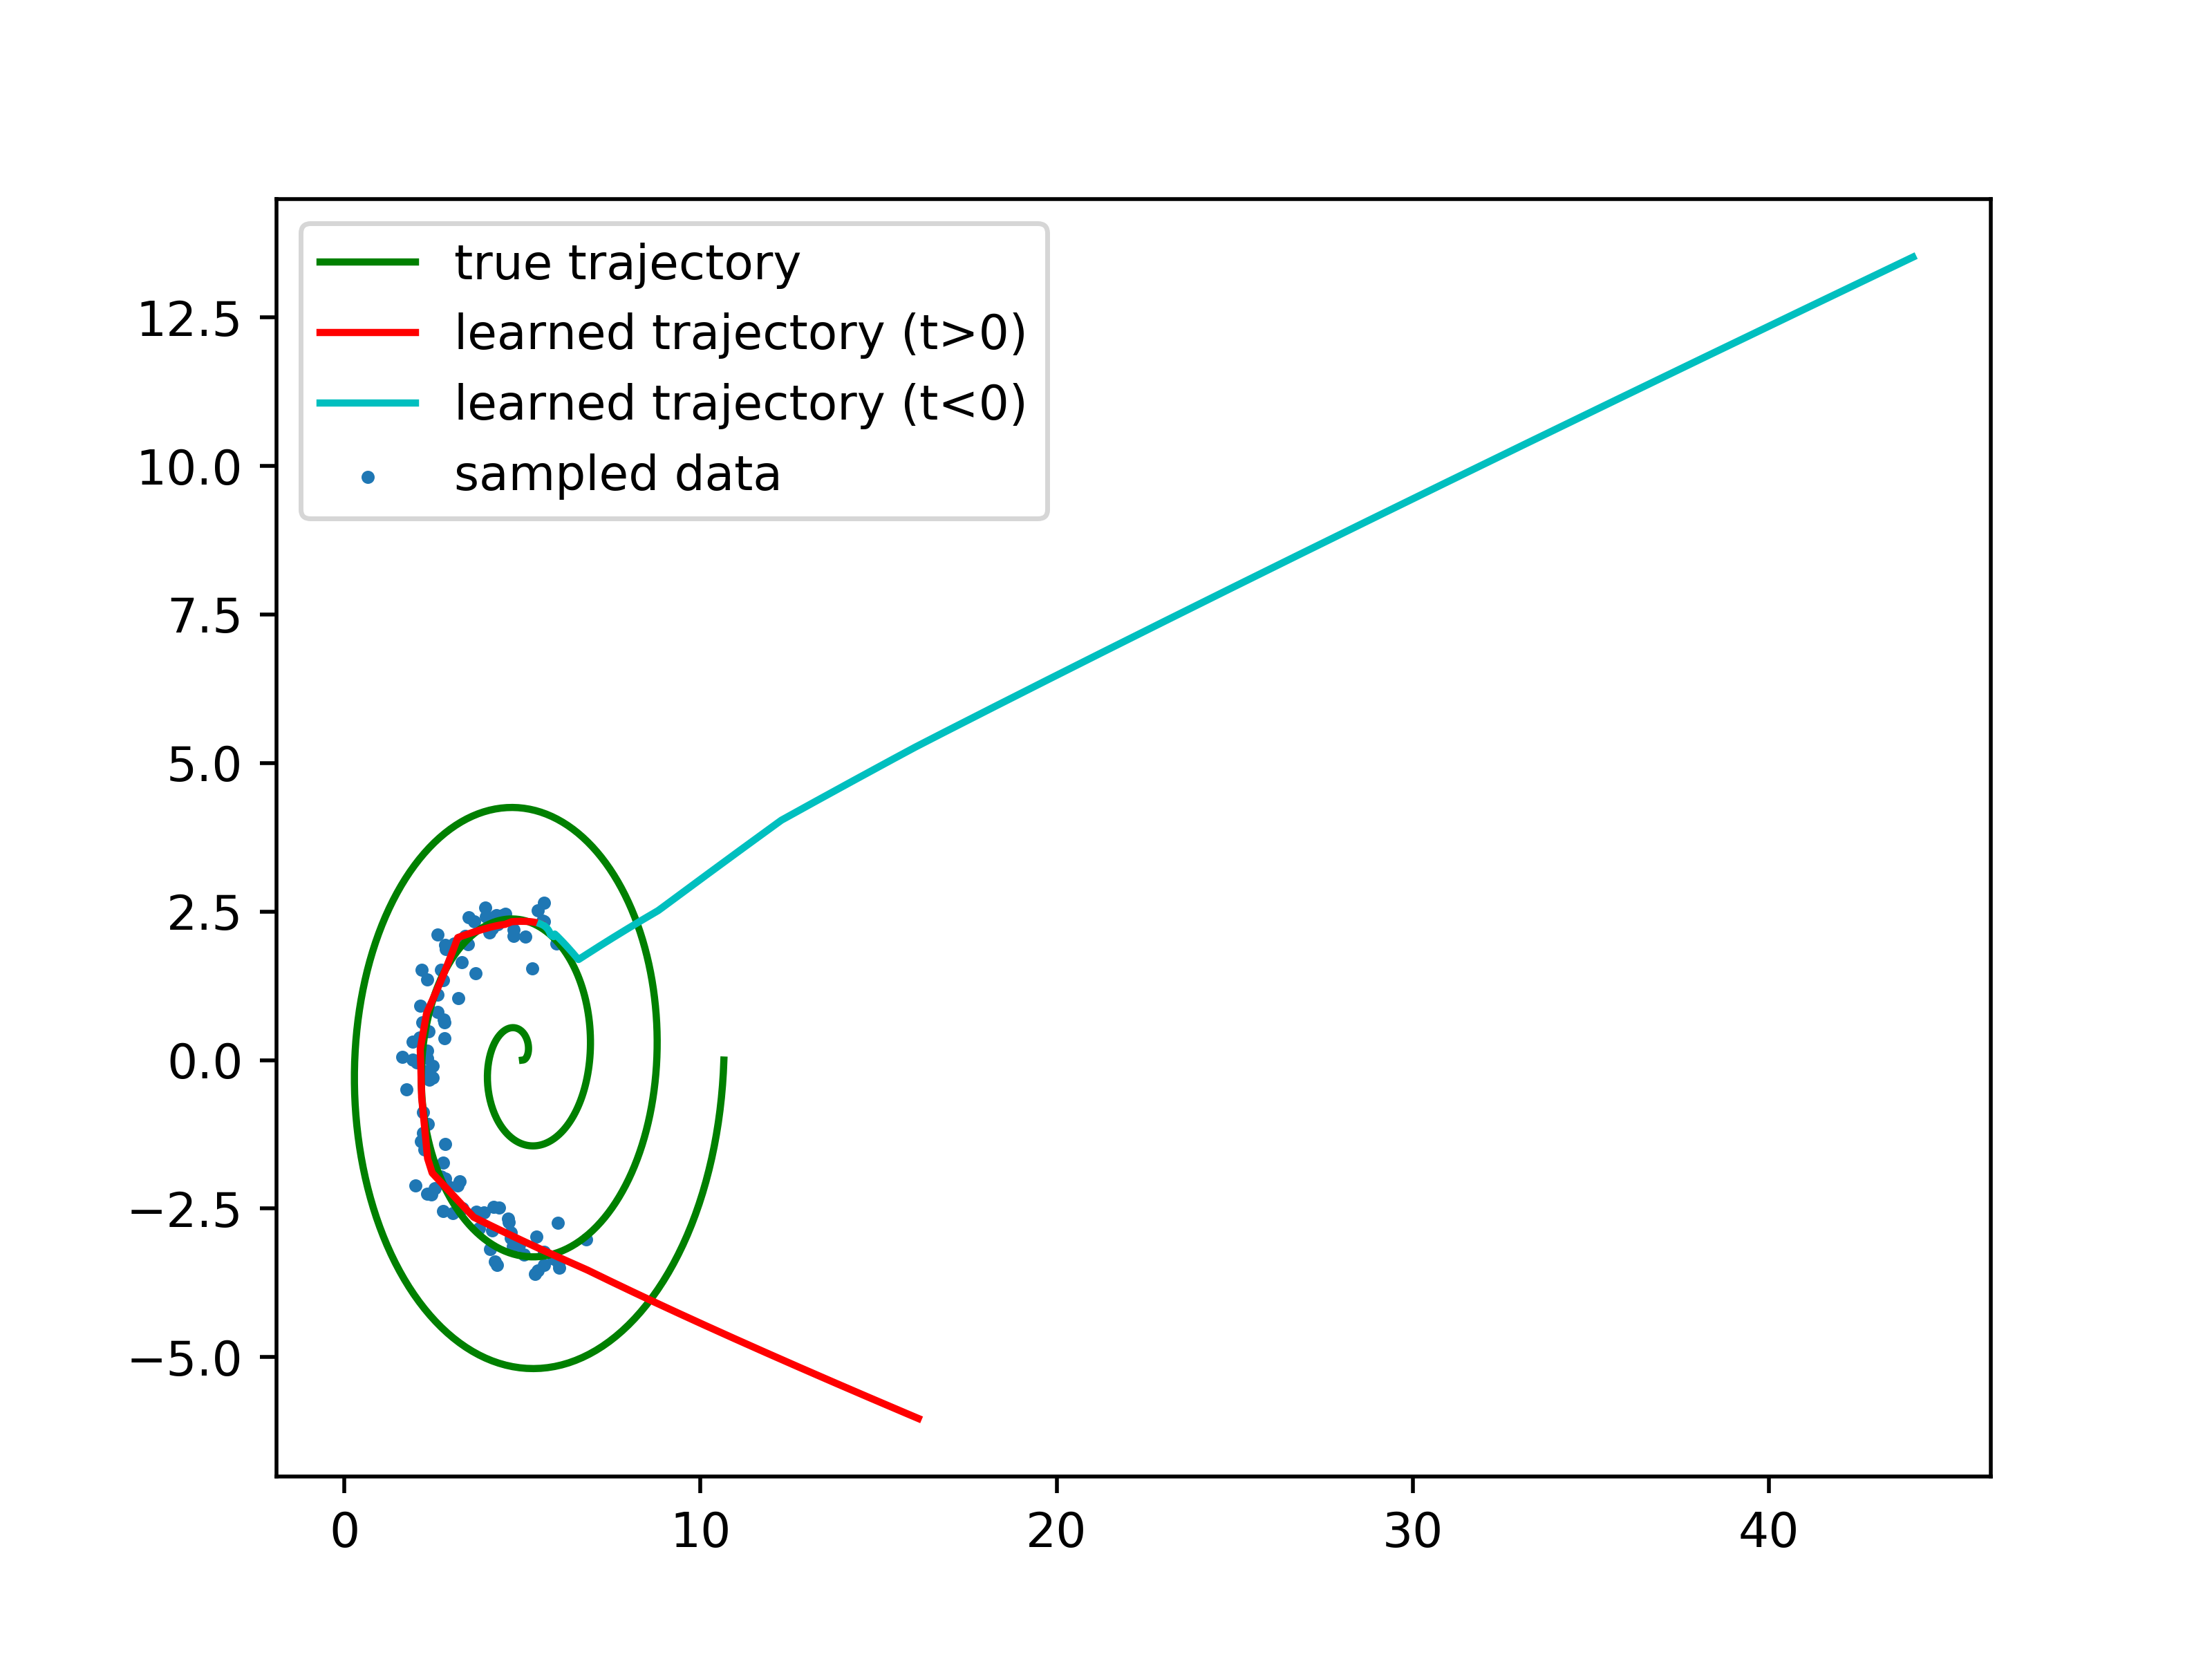 true trajectory
learned trajectory (t>0)
learned trajectory (t<0)
sampled data
12.5
10.0
7.5
5.0
2.5
0.0
−2.5
−5.0
0 10 20 30 40